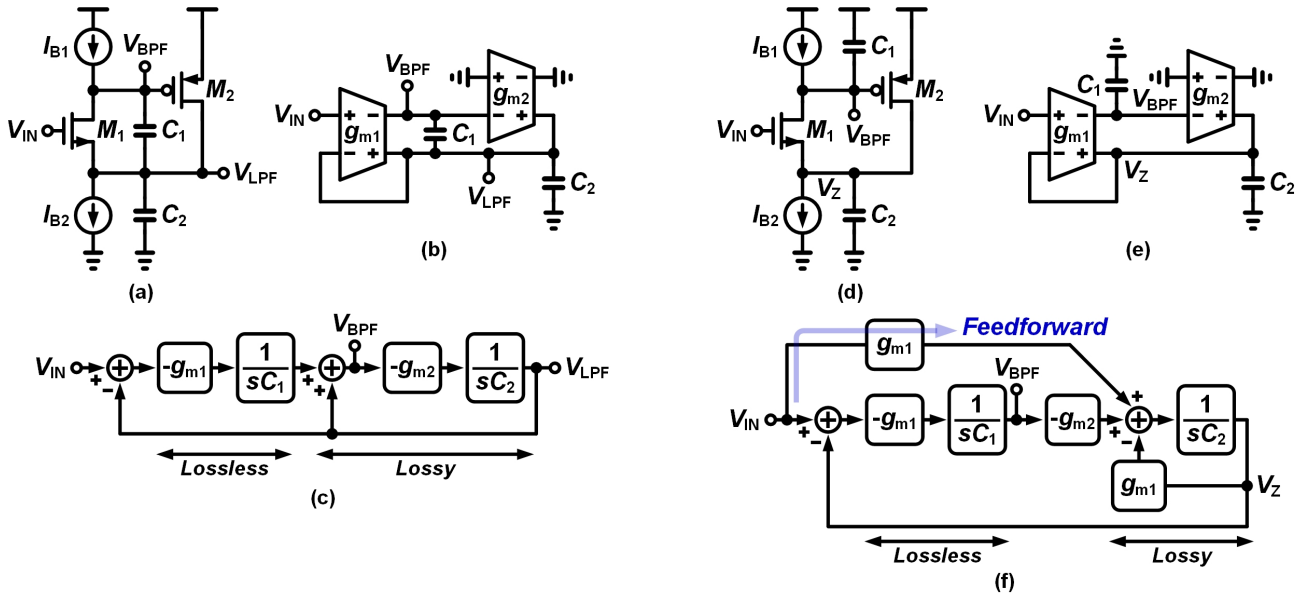 I_B1
V_BPF
M_2
V_IN
M_1
C_1
V_LPF
I_B2
C_2
(a)
V_BPF
+ −
g_m2
− +
V_IN
+ −
g_m1
− +
C_1
V_LPF
C_2
(b)
V_BPF
V_IN
+
−
+
-g_m1
1
sC_1
+
+
+
-g_m2
1
sC_2
V_LPF
Lossless
Lossy
(c)
I_B1
C_1
M_2
V_IN
M_1
V_BPF
V_Z
I_B2
C_2
(d)
C_1
V_BPF
+ −
g_m2
− +
V_IN
+ −
g_m1
− +
V_Z
C_2
(e)
Feedforward
g_m1
V_BPF
V_IN
+
−
+
-g_m1
1
sC_1
-g_m2
+
+
−
+
1
sC_2
g_m1
V_Z
Lossless
Lossy
(f)